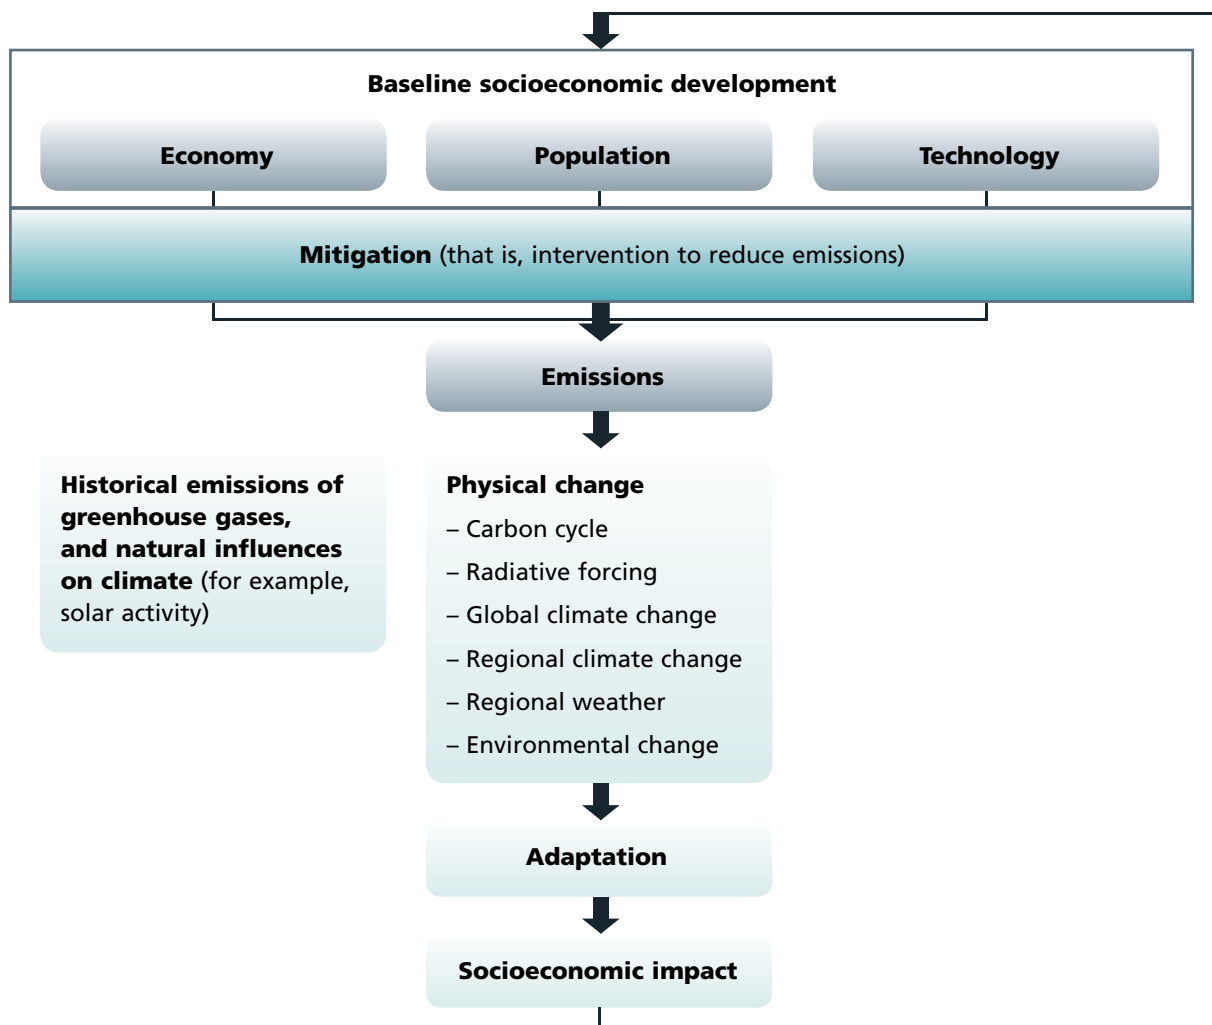 Baseline socioeconomic development
Economy
Population
Technology
Mitigation (that is, intervention to reduce emissions)
Emissions
Historical emissions of
greenhouse gases,
and natural influences
on climate (for example,
solar activity)
Physical change
– Carbon cycle
– Radiative forcing
– Global climate change
– Regional climate change
– Regional weather
– Environmental change
Adaptation
Socioeconomic impact